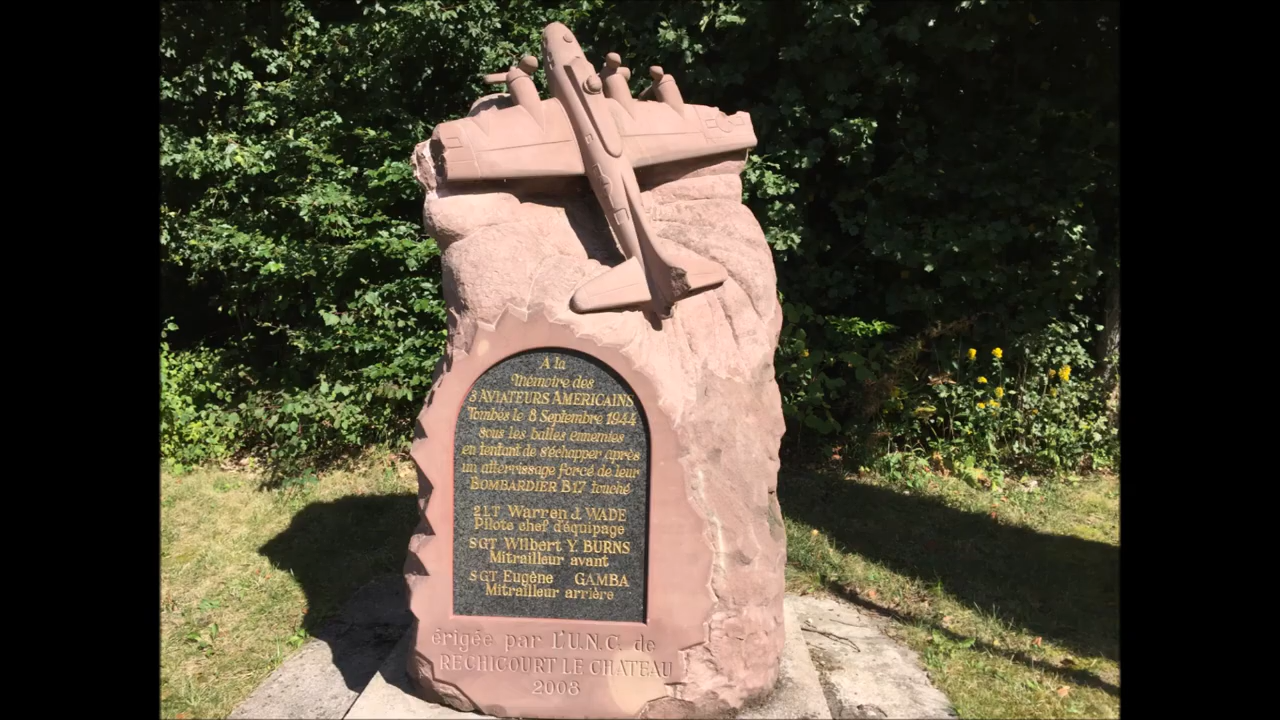 A la
Mémoire des
3 AVIATEURS AMERICAINS
Tombés le 8 Septembre 1944
sous les balles ennemies
en tentant de s'échapper après
un atterrissage forcé de leur
BOMBARDIER B17 touché
2LT Warren J. WADE
Pilote chef d'équipage
SGT Wilbert Y. BURNS
Mitrailleur avant
SGT Eugène GAMBA
Mitrailleur arrière
érigée par L'U.N.C. de
RECHICOURT LE CHATEAU
2008